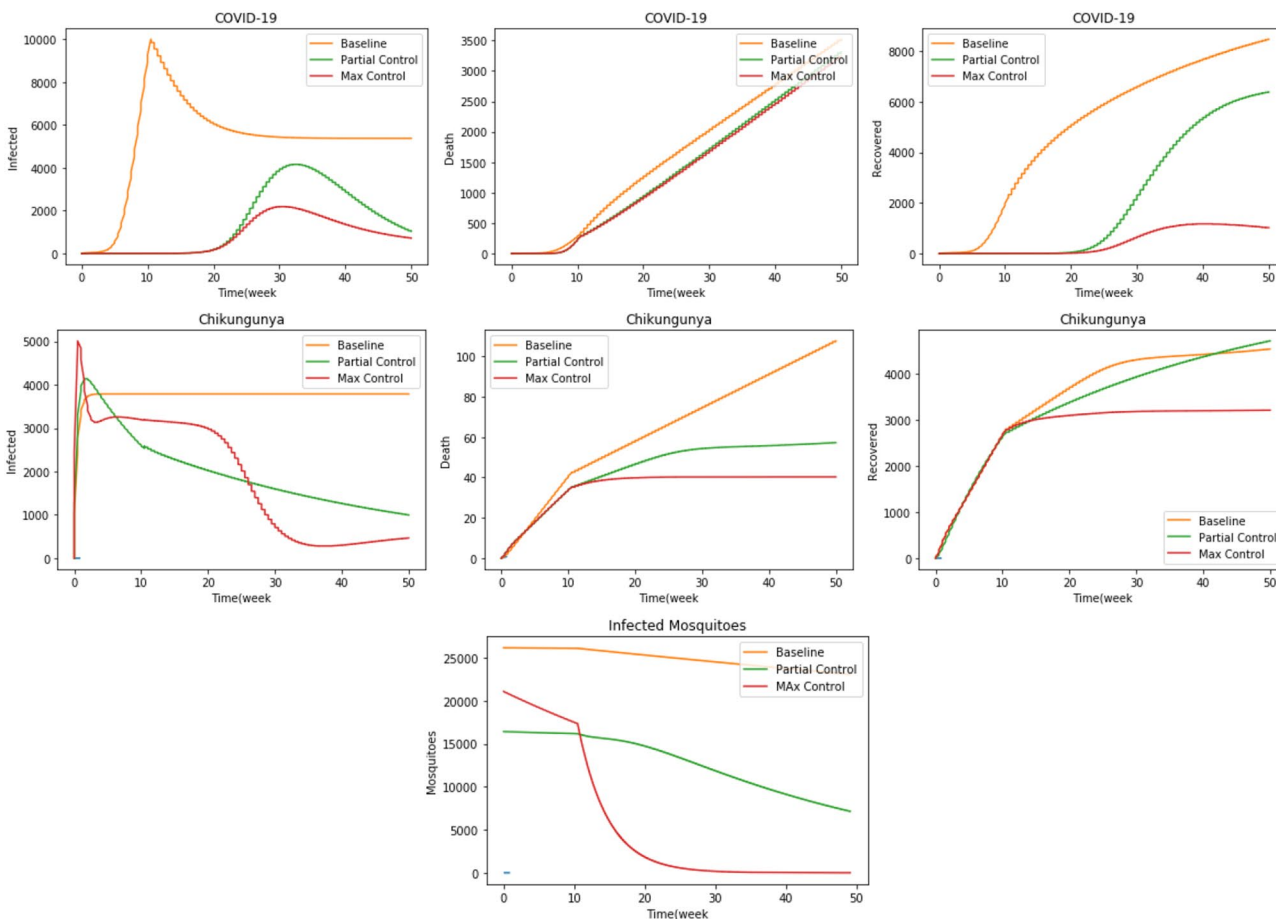 COVID-19
10000
8000
6000
4000
2000
0
Infected
Baseline
Partial Control
Max Control
0 10 20 30 40 50
Time(week
COVID-19
3500
3000
2500
2000
1500
1000
500
0
Death
Baseline
Partial Control
Max Control
0 10 20 30 40 50
Time(week
COVID-19
8000
6000
4000
2000
0
Recovered
Baseline
Partial Control
Max Control
0 10 20 30 40 50
Time(week
Chikungunya
5000
4000
3000
2000
1000
0
Infected
Baseline
Partial Control
Max Control
0 10 20 30 40 50
Time(week
Chikungunya
100
80
60
40
20
0
Death
Baseline
Partial Control
Max Control
0 10 20 30 40 50
Time(week
Chikungunya
4000
3000
2000
1000
0
Recovered
Baseline
Partial Control
Max Control
0 10 20 30 40 50
Time(week
Infected Mosquitoes
25000
20000
15000
10000
5000
0
Mosquitoes
Baseline
Partial Control
MAx Control
0 10 20 30 40 50
Time(week